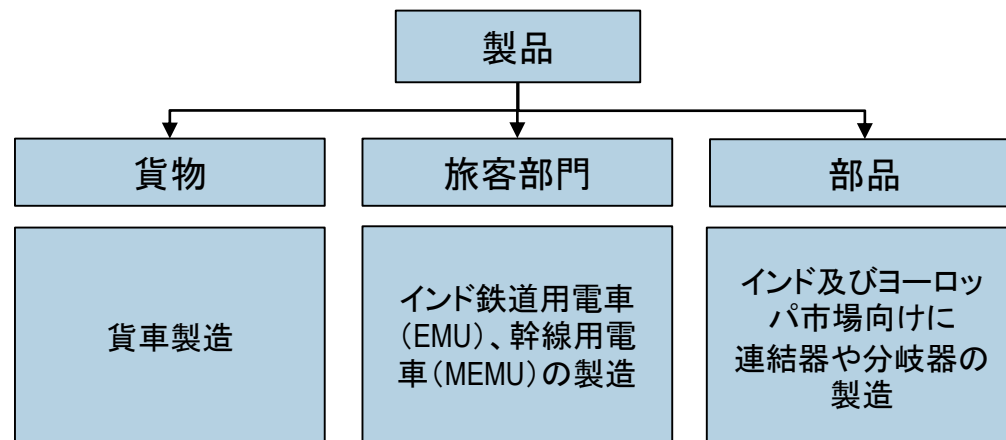 製品
貨物
旅客部門
部品
貨車製造
インド鉄道用電車
(EMU)、幹線用電
車(MEMU)の製造
インド及びヨーロッ
パ市場向けに
連結器や分岐器の
製造